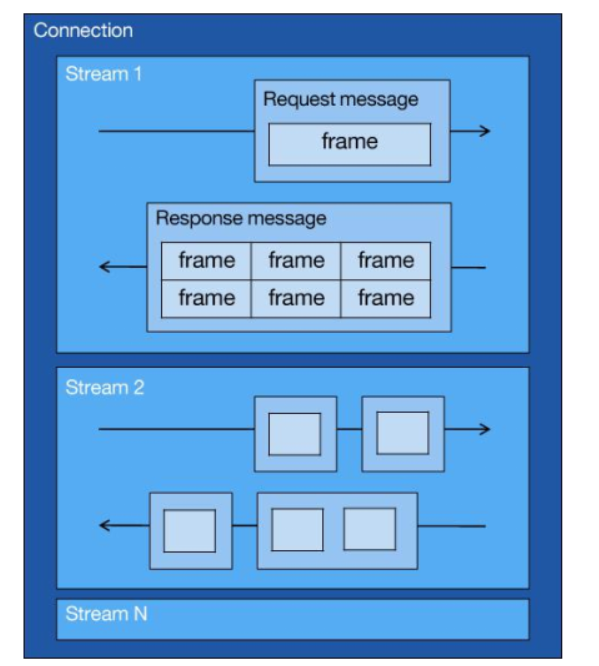 Connection
Stream 1
Request message
frame
Response message
frame frame frame
frame frame frame
Stream 2
Stream N